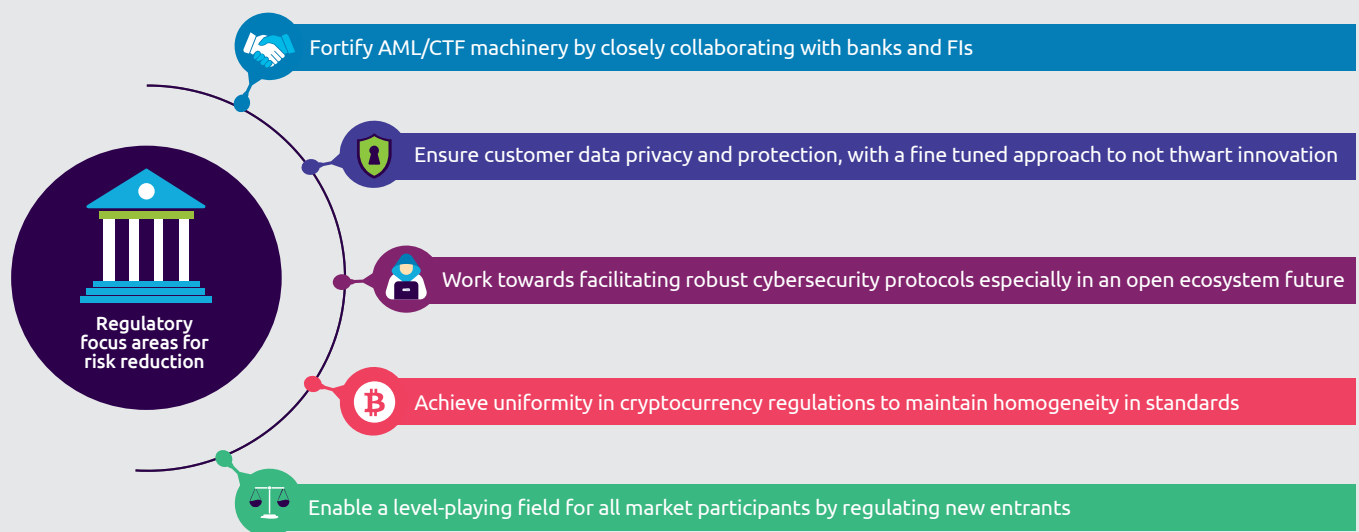 Fortify AML/CTF machinery by closely collaborating with banks and FIs
Ensure customer data privacy and protection, with a fine tuned approach to not thwart innovation
Work towards facilitating robust cybersecurity protocols especially in an open ecosystem future
Regulatory
focus areas for
risk reduction
Achieve uniformity in cryptocurrency regulations to maintain homogeneity in standards
Enable a level-playing field for all market participants by regulating new entrants